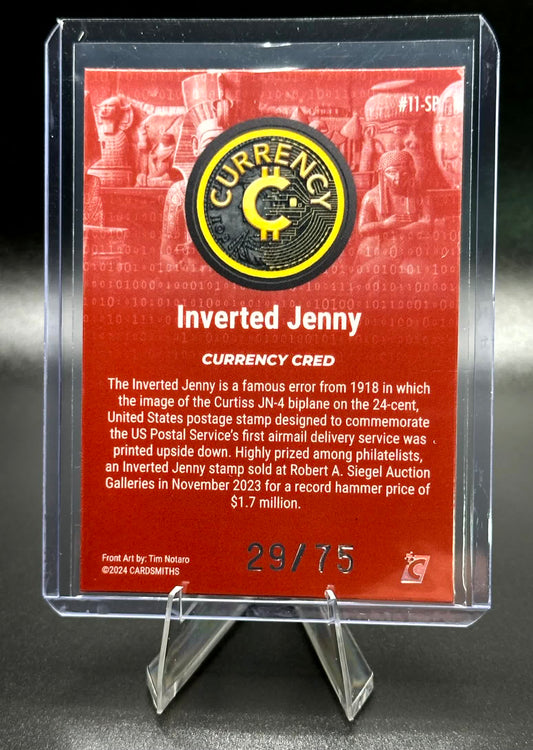 #11-SP
CURRENCY
Inverted Jenny
CURRENCY CRED
The Inverted Jenny is a famous error from 1918 in which
the image of the Curtiss JN-4 biplane on the 24-cent,
United States postage stamp designed to commemorate
the US Postal Service's first airmail delivery service was
printed upside down. Highly prized among philatelists,
an Inverted Jenny stamp sold at Robert A. Siegel Auction
Galleries in November 2023 for a record hammer price of
$1.7 million.
Front Art by: Tim Notaro
©2024 CARDSMITHS
29/75